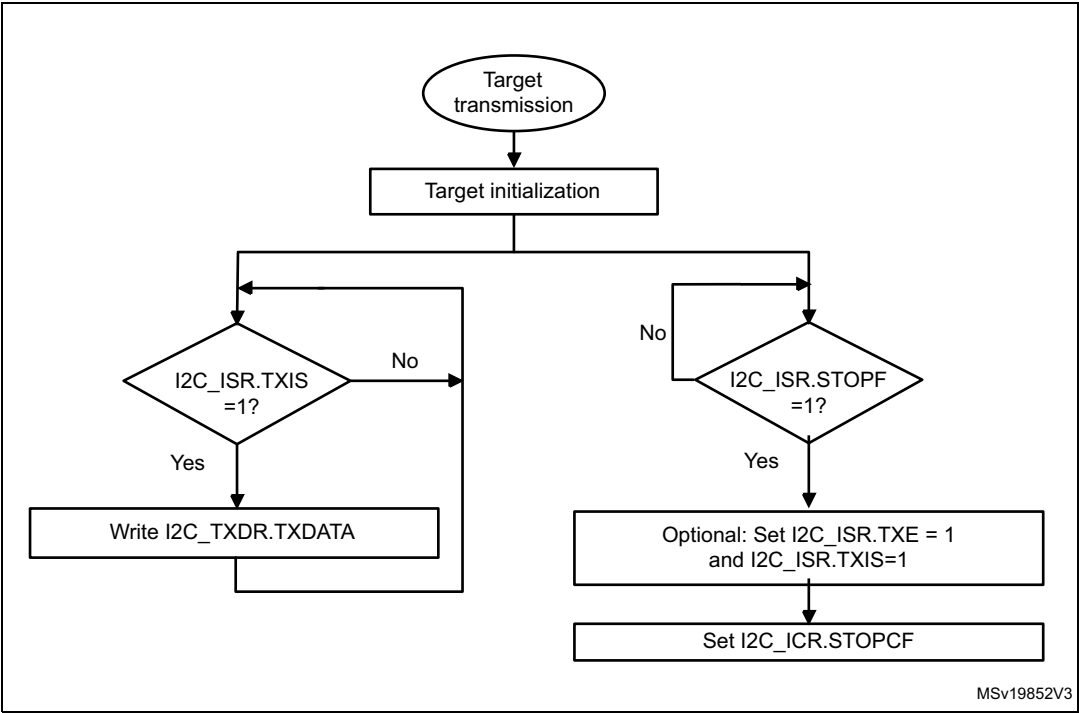 Target
transmission
Target initialization
I2C_ISR.TXIS
=1?
No
Yes
Write I2C_TXDR.TXDATA
No
I2C_ISR.STOPF
=1?
Yes
Optional: Set I2C_ISR.TXE = 1
and I2C_ISR.TXIS=1
Set I2C_ICR.STOPCF
MSv19852V3